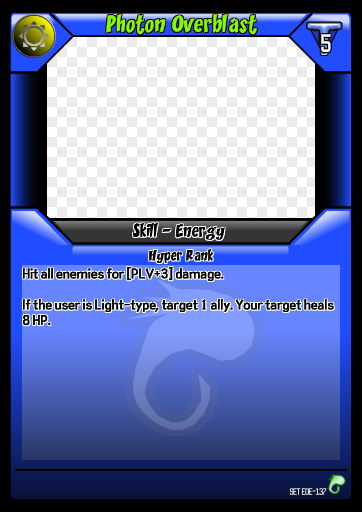 Photon Overblast
5
Skill - Energy
Hyper Rank
Hit all enemies for [PLV+3] damage.
If the user is Light-type, target 1 ally. Your target heals
8 HP.
SET EDE-137